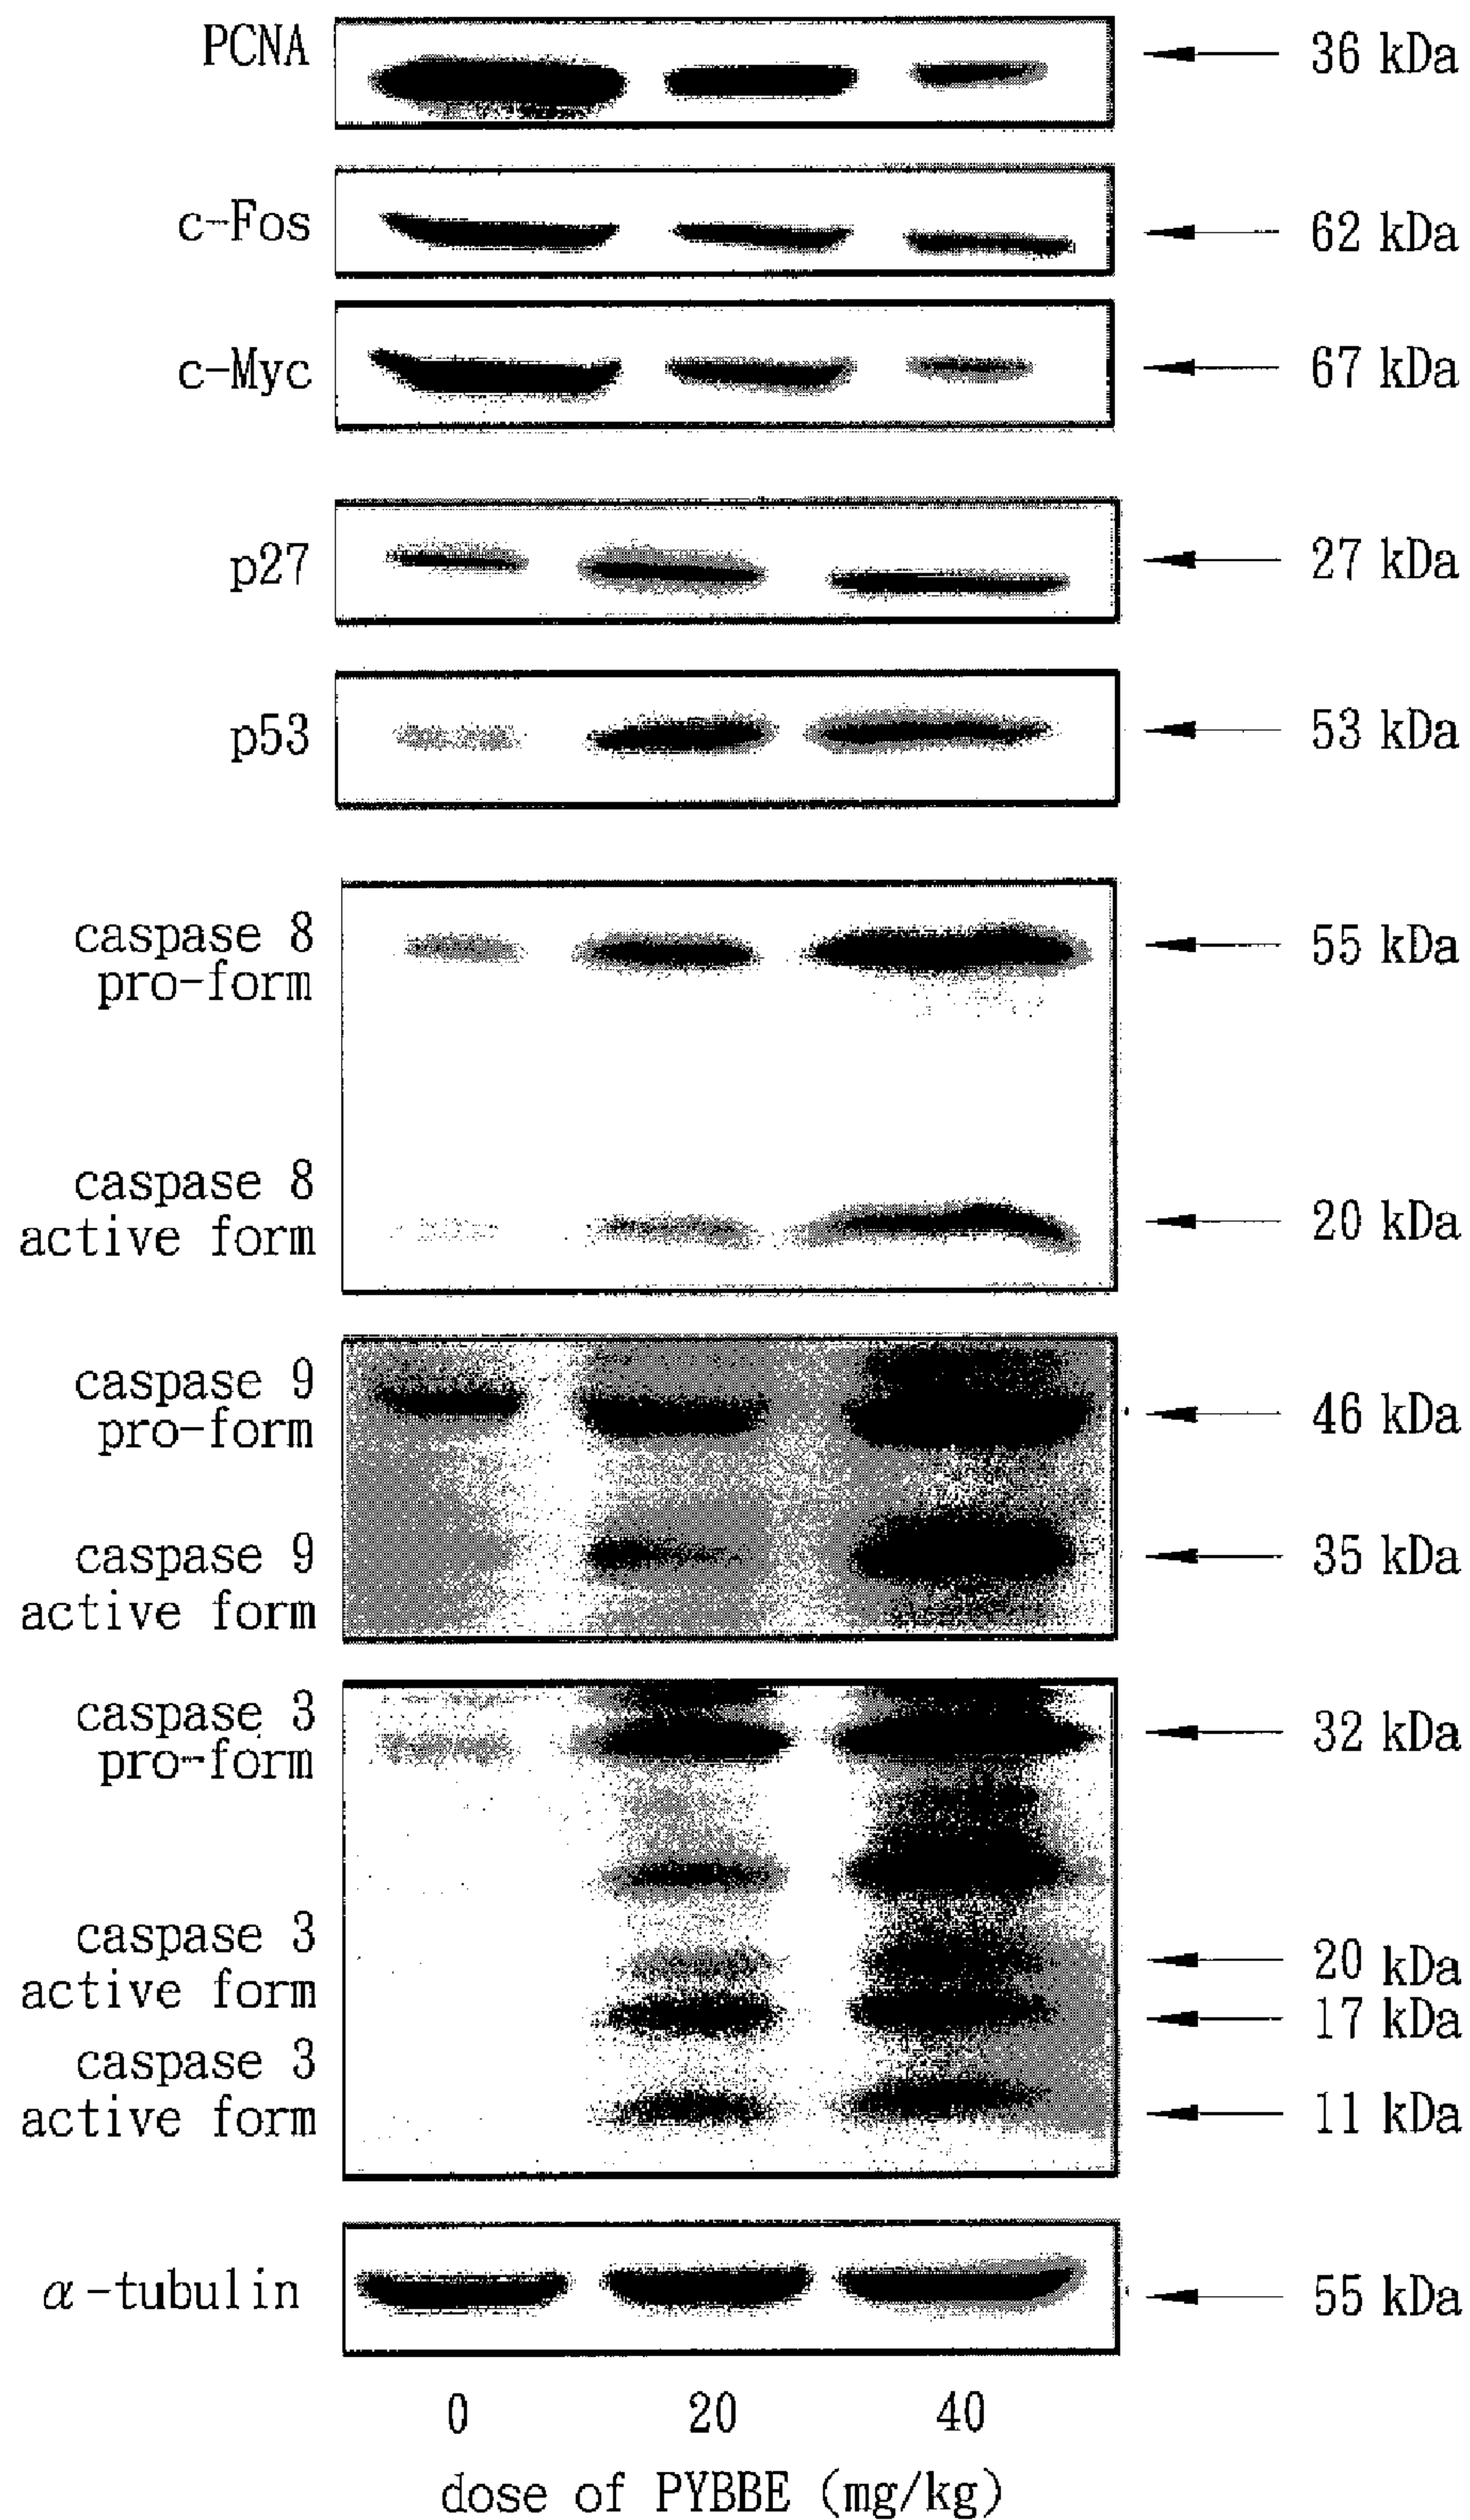 PCNA 36 kDa
c-Fos 62 kDa
c-Myc 67 kDa
p27 27 kDa
p53 53 kDa
caspase 8 55 kDa
pro-form
caspase 8
active form 20 kDa
caspase 9
pro-form 46 kDa
caspase 9 35 kDa
active form
caspase 3 32 kDa
pro-form
caspase 3 20 kDa
active form
17 kDa
caspase 3
active form 11 kDa
α-tubulin 55 kDa
0 20 40
dose of PYBBE (mg/kg)